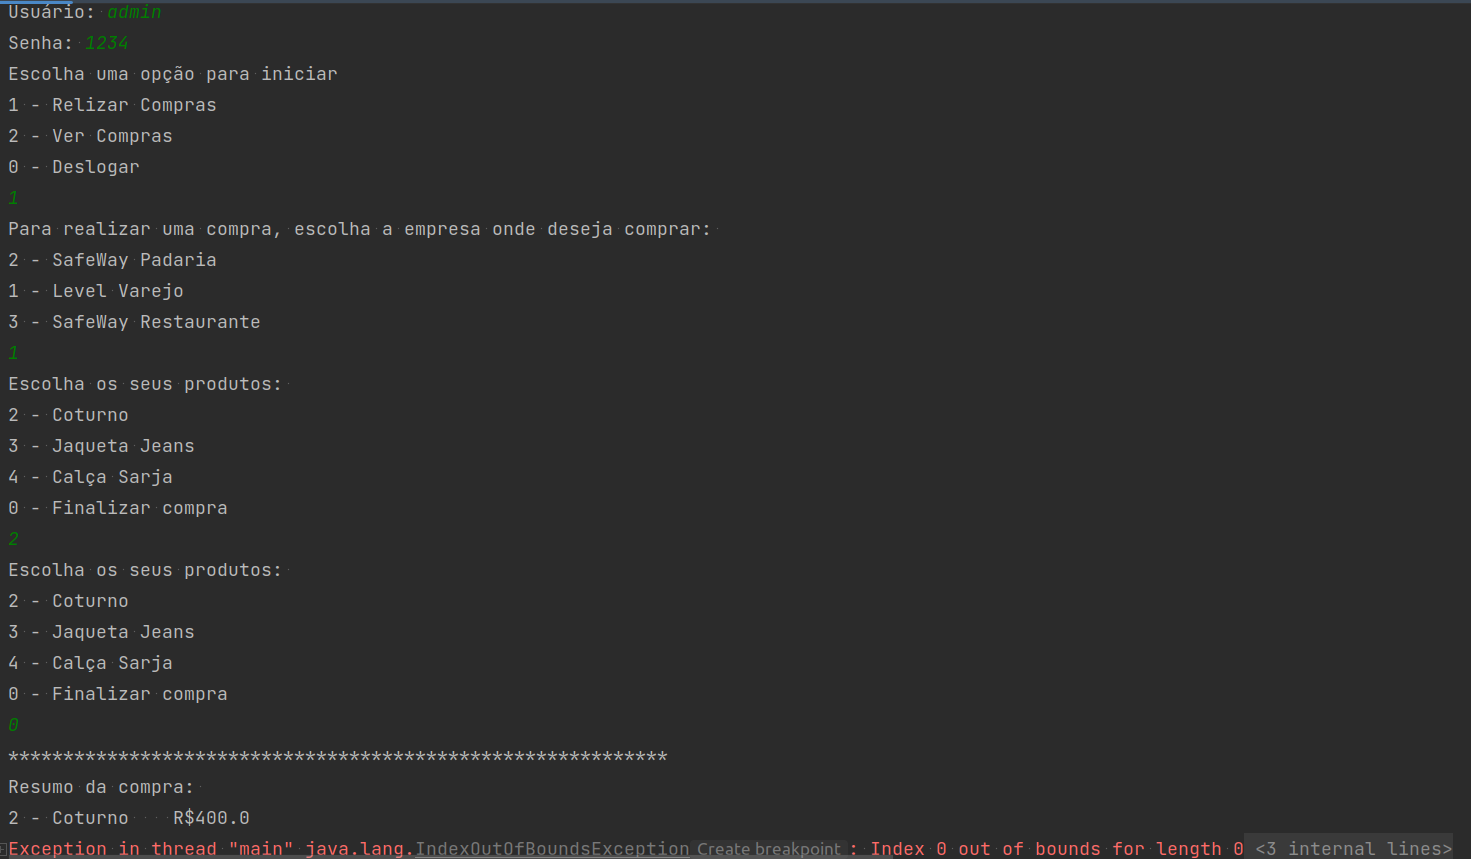 Usuário: admin
Senha: 1234
Escolha uma opção para iniciar
1 - Relizar Compras
2 - Ver Compras
0 - Deslogar
1
Para realizar uma compra, escolha a empresa onde deseja comprar:
2 - SafeWay Padaria
1 - Level Varejo
3 - SafeWay Restaurante
1
Escolha os seus produtos:
2 - Coturno
3 - Jaqueta Jeans
4 - Calça Sarja
0 - Finalizar compra
2
Escolha os seus produtos:
2 - Coturno
3 - Jaqueta Jeans
4 - Calça Sarja
0 - Finalizar compra
0
************************************************************
Resumo da compra:
2 - Coturno    R$400.0
Exception in thread "main" java.lang.IndexOutOfBoundsException Create breakpoint : Index 0 out of bounds for length 0 <3 internal lines>